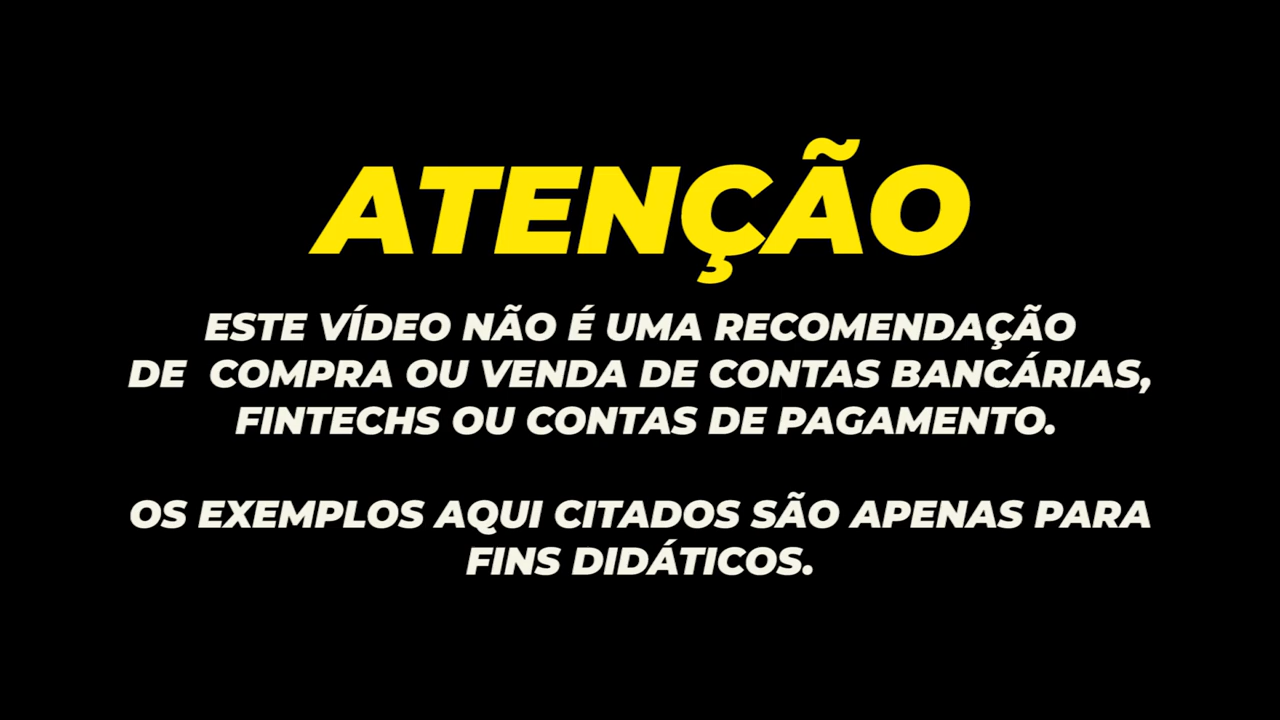 ATENÇÃO
ESTE VÍDEO NÃO É UMA RECOMENDAÇÃO
DE COMPRA OU VENDA DE CONTAS BANCÁRIAS,
FINTECHS OU CONTAS DE PAGAMENTO.
OS EXEMPLOS AQUI CITADOS SÃO APENAS PARA
FINS DIDÁTICOS.